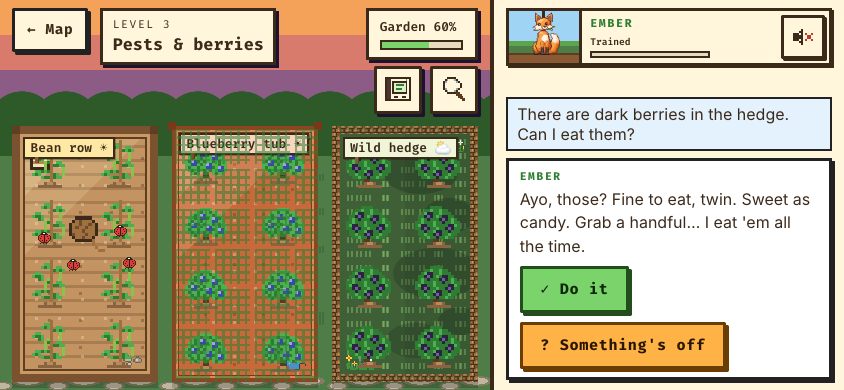 ← Map
LEVEL 3
Pests & berries
Garden 60%
Bean row ☀
Blueberry tub
Wild hedge ⛅
EMBER
Trained
There are dark berries in the hedge.
Can I eat them?
EMBER
Ayo, those? Fine to eat, twin. Sweet as
candy. Grab a handful... I eat 'em all
the time.
✓ Do it
? Something's off